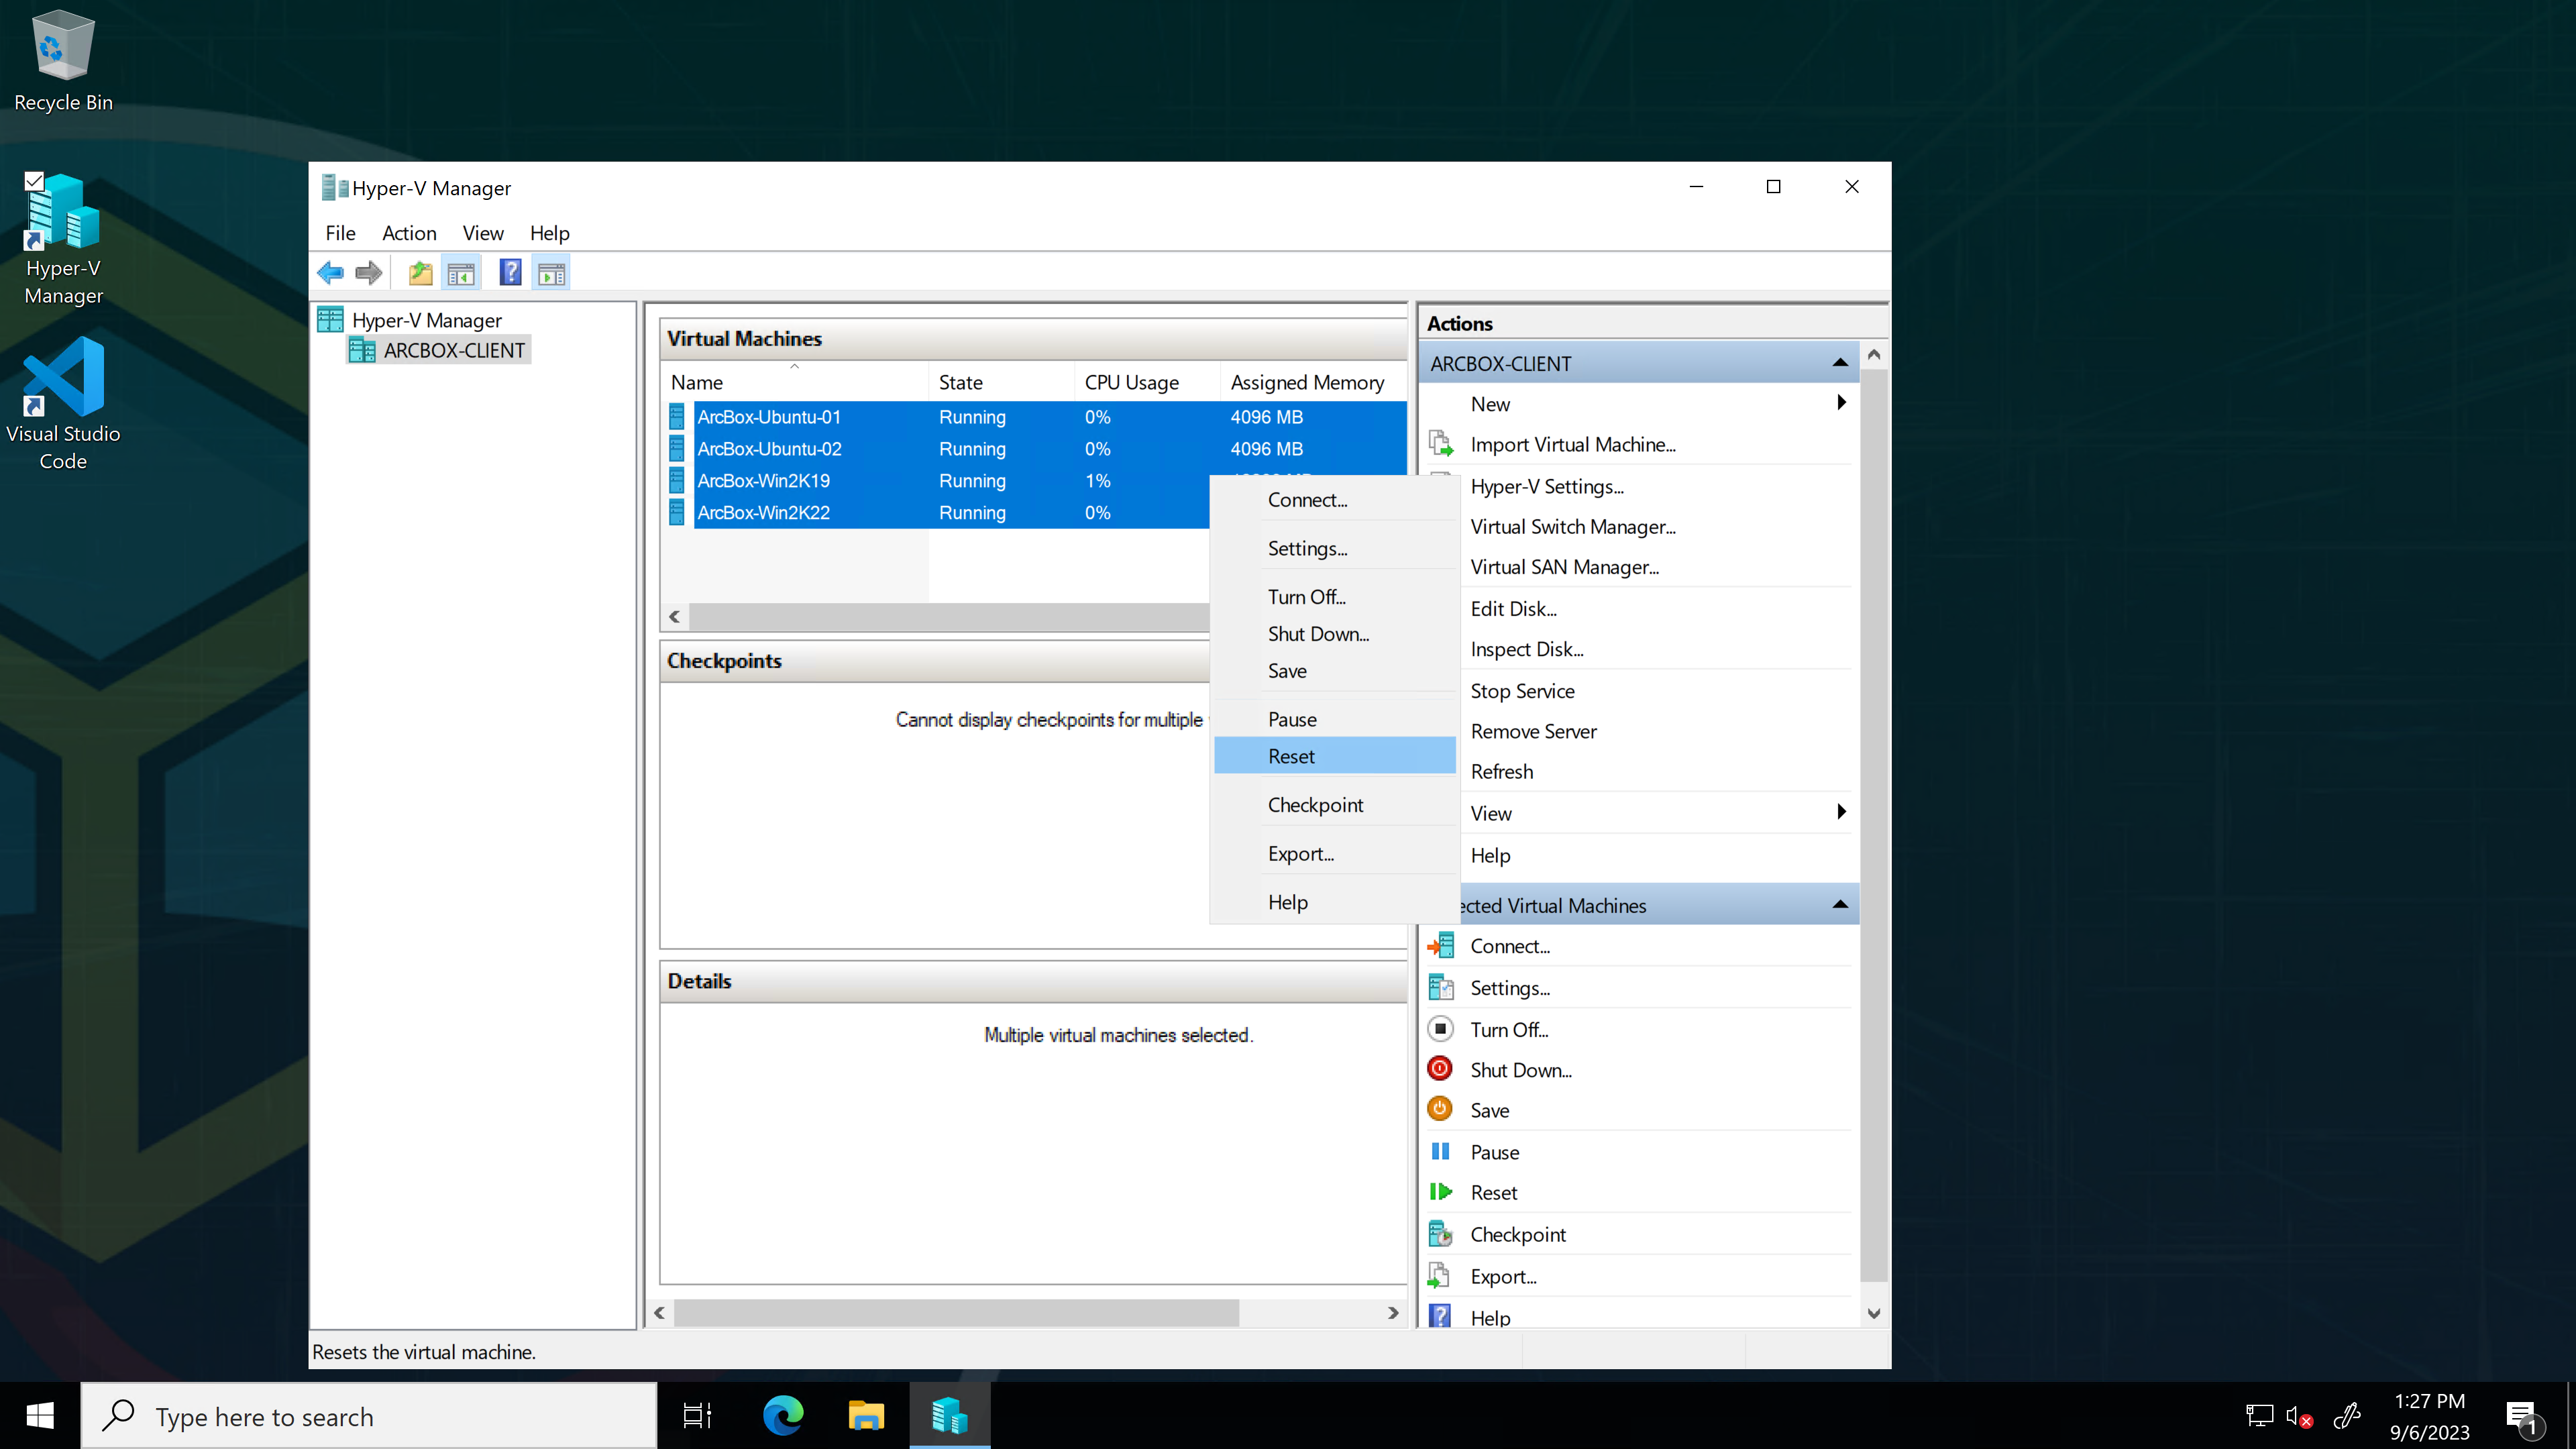 Recycle Bin
Hyper-V
Manager
Visual Studio
Code
Hyper-V Manager
File Action View Help
Hyper-V Manager
ARCBOX-CLIENT
Virtual Machines
Name State CPU Usage Assigned Memory
ArcBox-Ubuntu-01 Running 0% 4096 MB
ArcBox-Ubuntu-02 Running 0% 4096 MB
ArcBox-Win2K19 Running 1%
ArcBox-Win2K22 Running 0%
Checkpoints
Cannot display checkpoints for multiple
Details
Multiple virtual machines selected.
Connect...
Settings...
Turn Off...
Shut Down...
Save
Pause
Reset
Checkpoint
Export...
Help
Actions
ARCBOX-CLIENT
New
Import Virtual Machine...
Hyper-V Settings...
Virtual Switch Manager...
Virtual SAN Manager...
Edit Disk...
Inspect Disk...
Stop Service
Remove Server
Refresh
View
Help
ected Virtual Machines
Connect...
Settings...
Turn Off...
Shut Down...
Save
Pause
Reset
Checkpoint
Export...
Help
Resets the virtual machine.
Type here to search
1:27 PM
9/6/2023
1